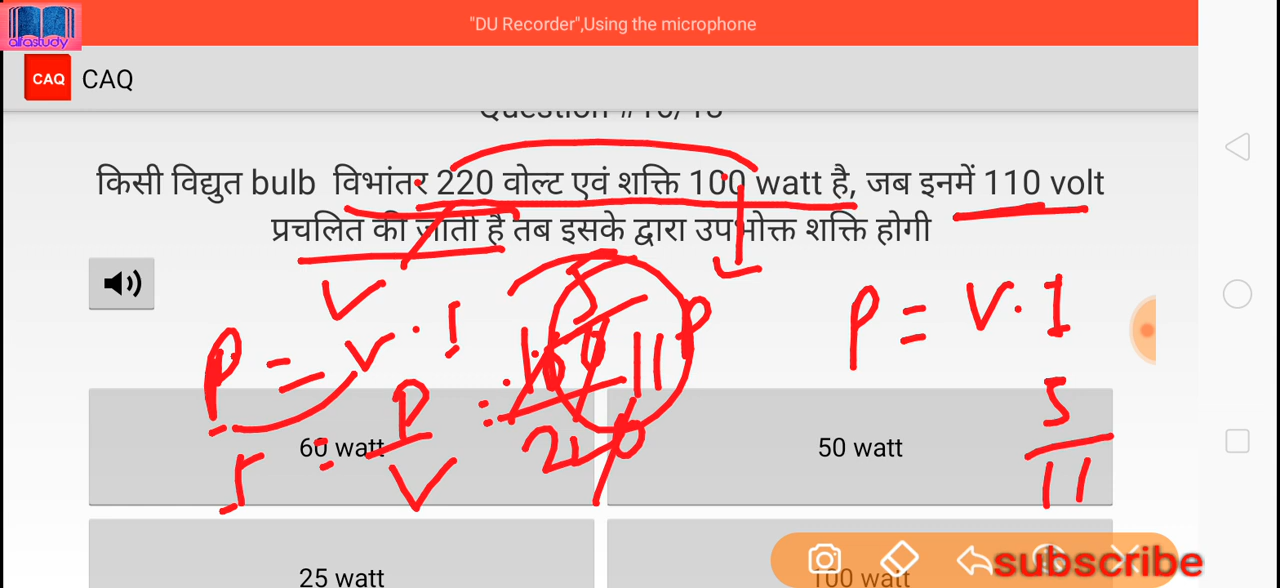 alfastudy
"DU Recorder",Using the microphone
CAQ CAQ
किसी विद्युत bulb विभांतर 220 वोल्ट एवं शक्ति 100 watt है, जब इनमें 110 volt
प्रचलित की जाती है तब इसके द्वारा उपभोक्त शक्ति होगी
V
P = V . I
P = V . I
I = P/V
5/11
60 watt
50 watt
25 watt
100 watt
subscribe